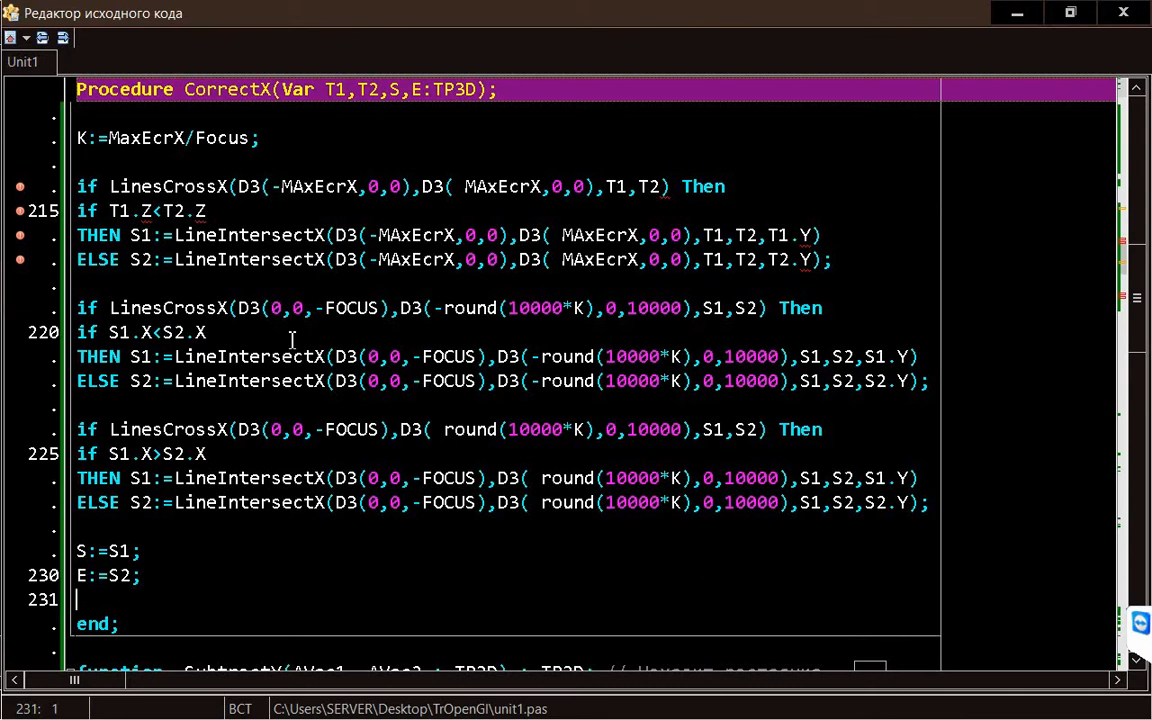 Редактор исходного кода
Unit1
Procedure CorrectX(Var T1,T2,S,E:TP3D);
K:=MaxEcrX/Focus;
if LinesCrossX(D3(-MAxEcrX,0,0),D3( MAxEcrX,0,0),T1,T2) Then
215 if T1.Z<T2.Z
THEN S1:=LineIntersectX(D3(-MAxEcrX,0,0),D3( MAxEcrX,0,0),T1,T2,T1.Y)
ELSE S2:=LineIntersectX(D3(-MAxEcrX,0,0),D3( MAxEcrX,0,0),T1,T2,T2.Y);
if LinesCrossX(D3(0,0,-FOCUS),D3(-round(10000*K),0,10000),S1,S2) Then
220 if S1.X<S2.X
THEN S1:=LineIntersectX(D3(0,0,-FOCUS),D3(-round(10000*K),0,10000),S1,S2,S1.Y)
ELSE S2:=LineIntersectX(D3(0,0,-FOCUS),D3(-round(10000*K),0,10000),S1,S2,S2.Y);
if LinesCrossX(D3(0,0,-FOCUS),D3( round(10000*K),0,10000),S1,S2) Then
225 if S1.X>S2.X
THEN S1:=LineIntersectX(D3(0,0,-FOCUS),D3( round(10000*K),0,10000),S1,S2,S1.Y)
ELSE S2:=LineIntersectX(D3(0,0,-FOCUS),D3( round(10000*K),0,10000),S1,S2,S2.Y);
S:=S1;
230 E:=S2;
231
end;
231: 1 ВСТ C:\Users\SERVER\Desktop\TrOpenGl\unit1.pas